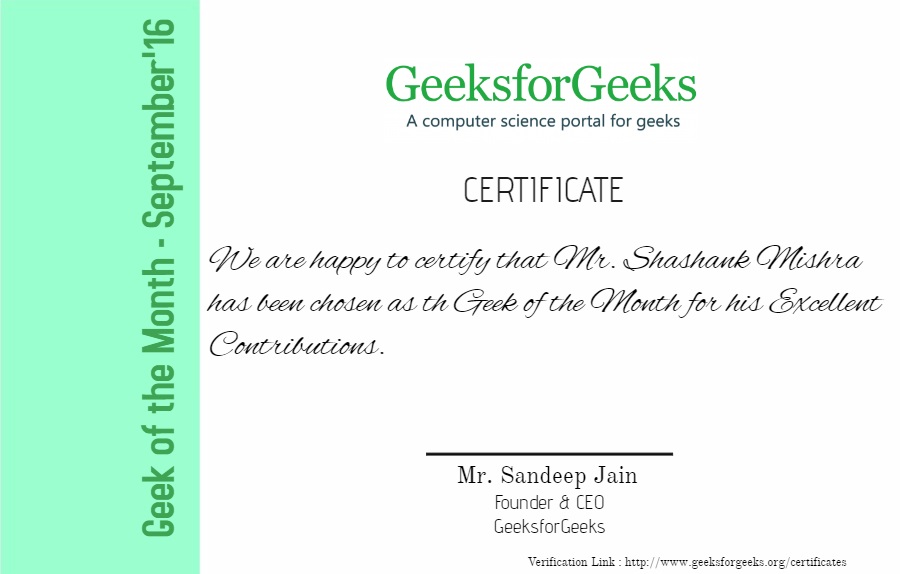 Geek of the Month - September'16
GeeksforGeeks
A computer science portal for geeks
CERTIFICATE
We are happy to certify that Mr. Shashank Mishra
has been chosen as th Geek of the Month for his Excellent
Contributions.
Mr. Sandeep Jain
Founder & CEO
GeeksforGeeks
Verification Link : http://www.geeksforgeeks.org/certificates